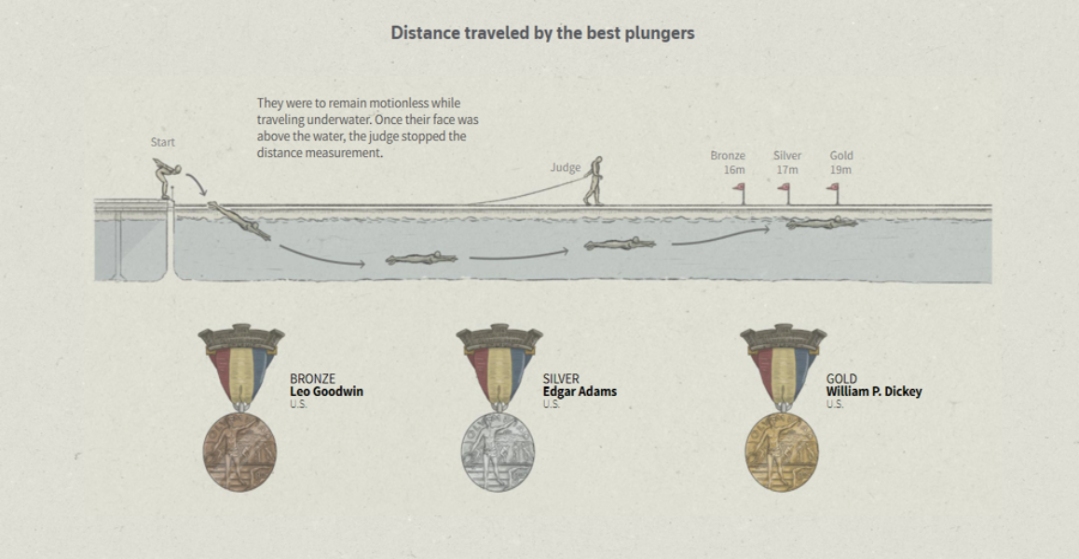 Distance traveled by the best plungers
They were to remain motionless while
traveling underwater. Once their face was
above the water, the judge stopped the
distance measurement.
Start
Judge
Bronze
16m
Silver
17m
Gold
19m
BRONZE
Leo Goodwin
U.S.
SILVER
Edgar Adams
U.S.
GOLD
William P. Dickey
U.S.